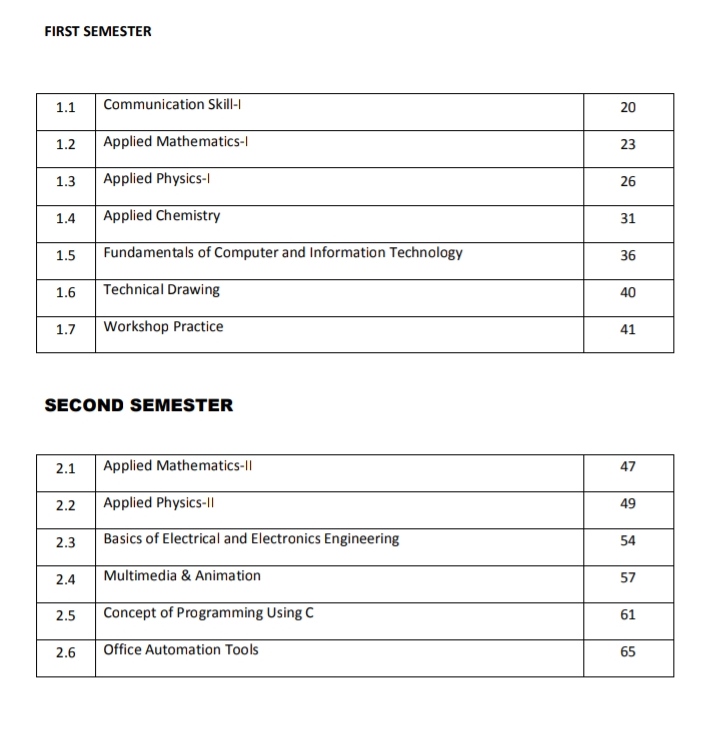 FIRST SEMESTER
1.1 Communication Skill-I 20
1.2 Applied Mathematics-I 23
1.3 Applied Physics-I 26
1.4 Applied Chemistry 31
1.5 Fundamentals of Computer and Information Technology 36
1.6 Technical Drawing 40
1.7 Workshop Practice 41
SECOND SEMESTER
2.1 Applied Mathematics-II 47
2.2 Applied Physics-II 49
2.3 Basics of Electrical and Electronics Engineering 54
2.4 Multimedia & Animation 57
2.5 Concept of Programming Using C 61
2.6 Office Automation Tools 65